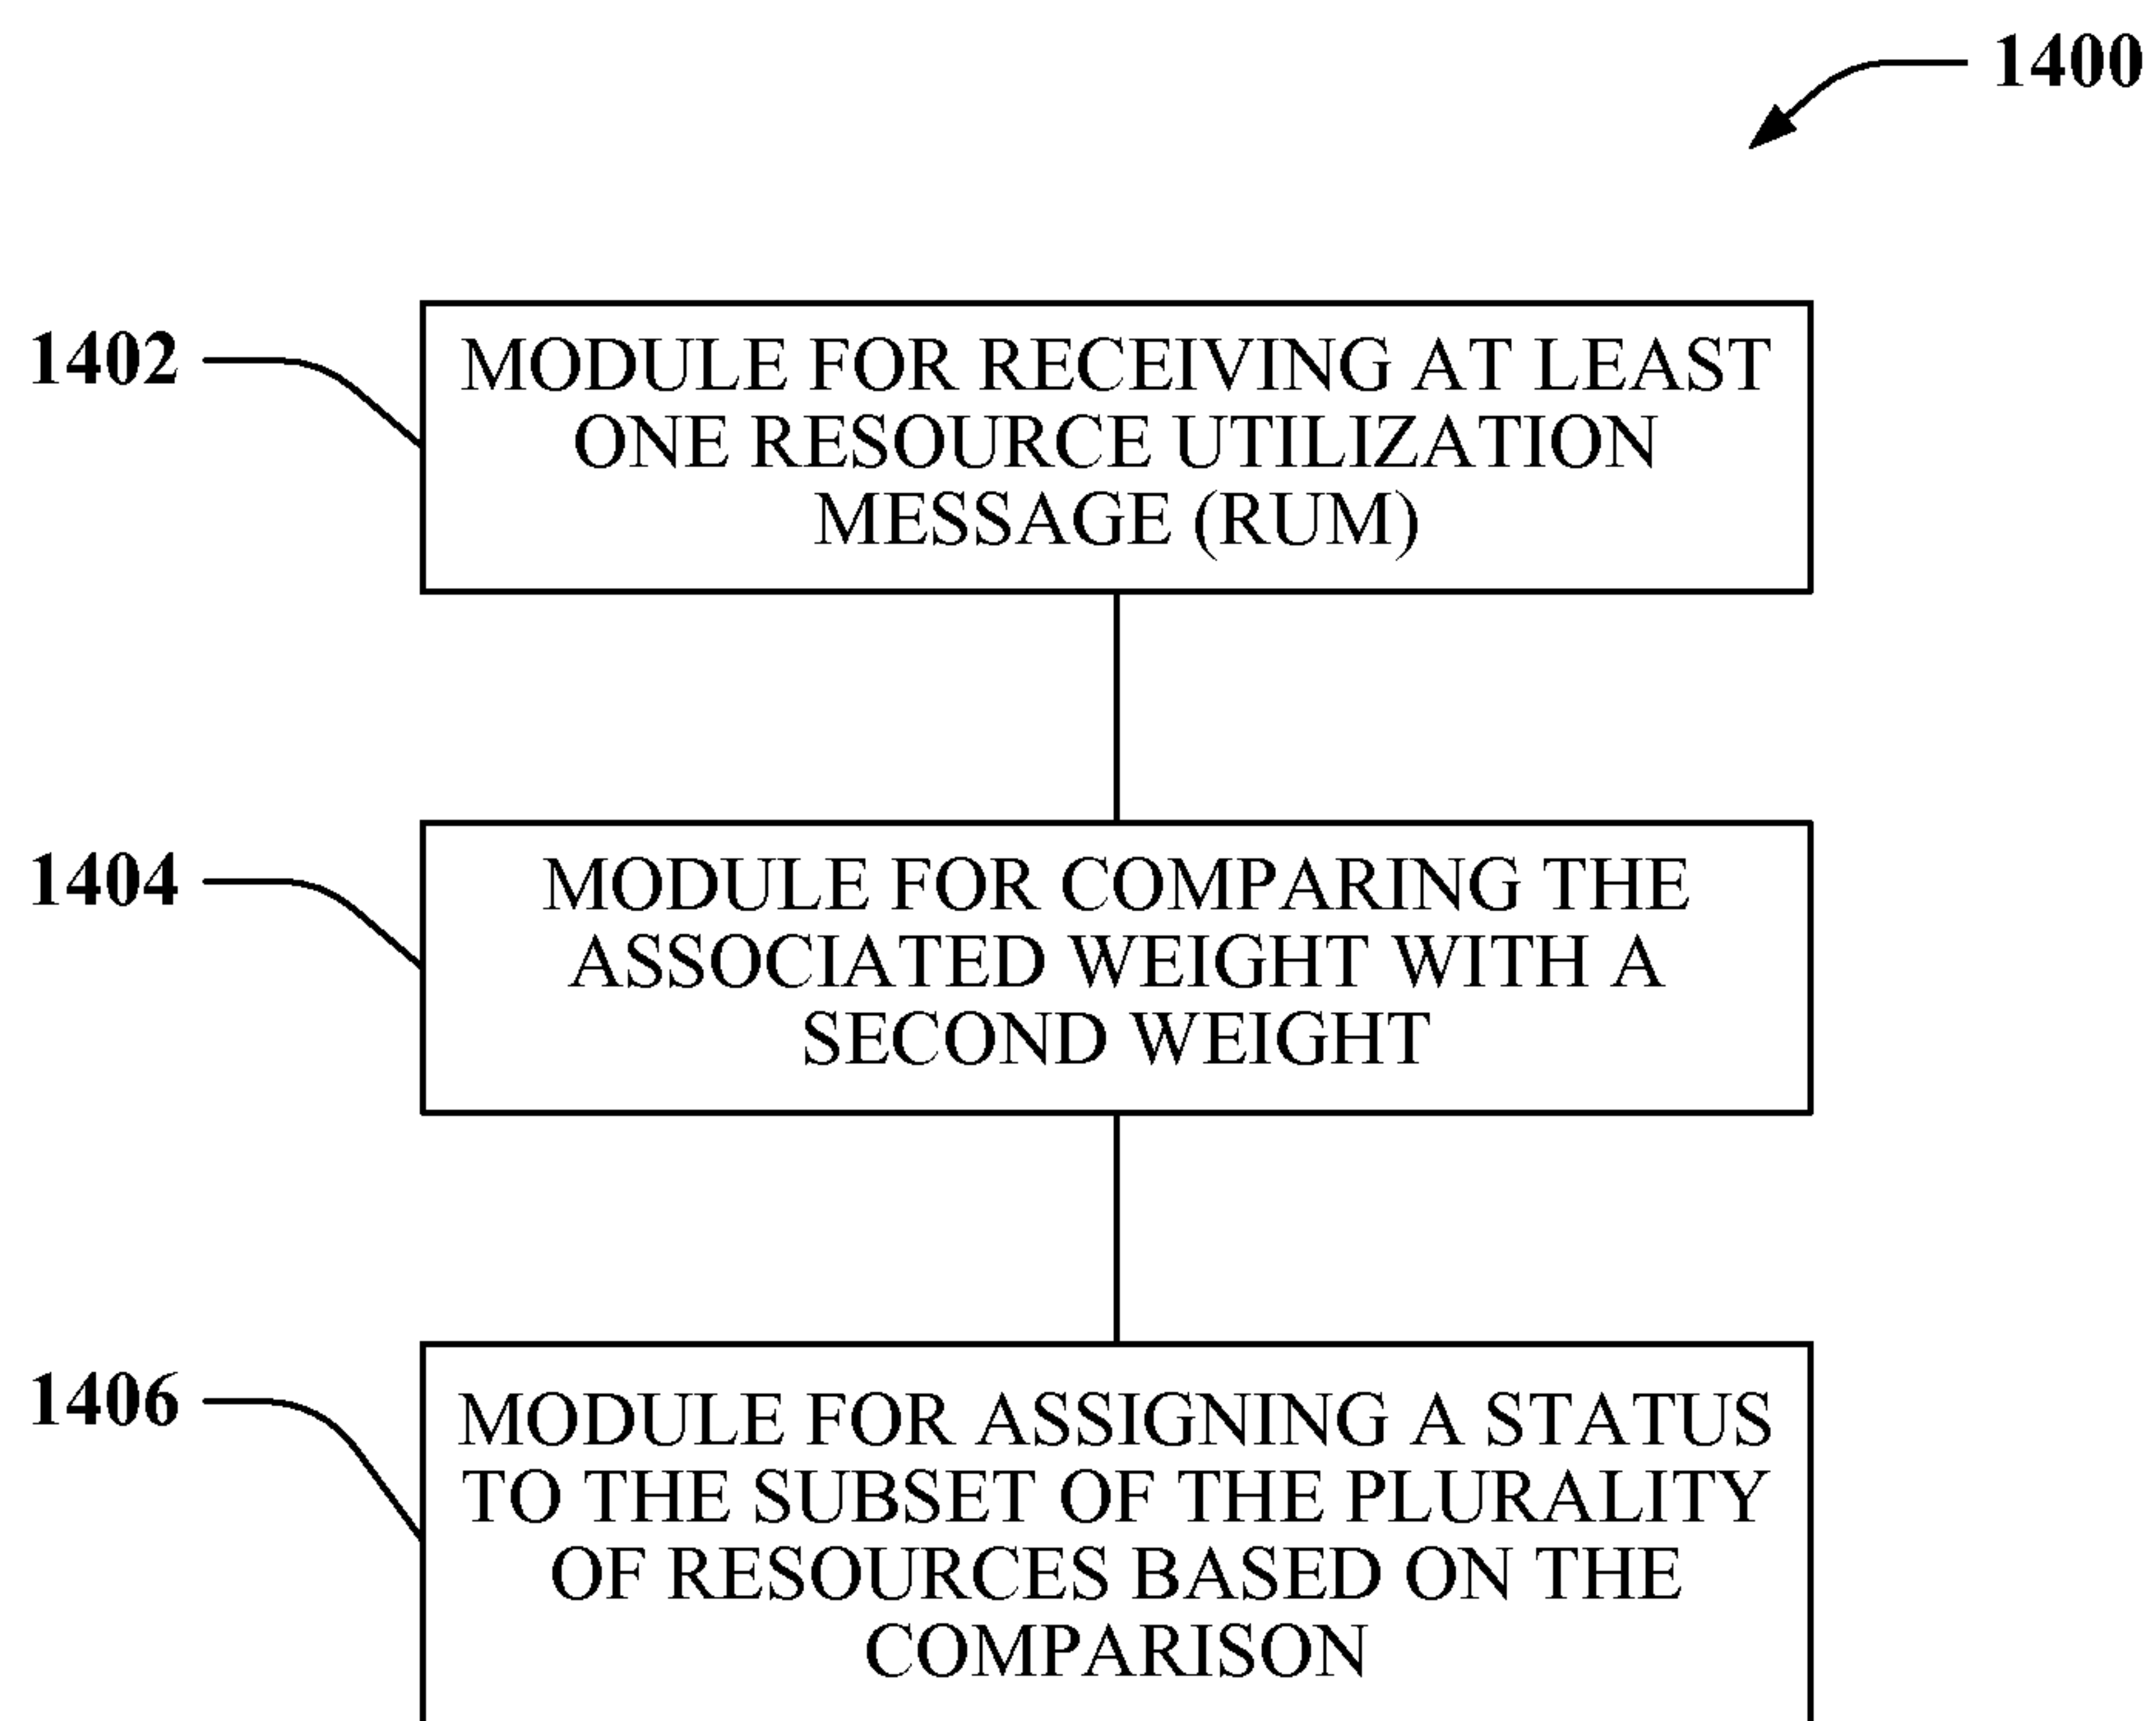 1400
1402
MODULE FOR RECEIVING AT LEAST
ONE RESOURCE UTILIZATION
MESSAGE (RUM)
1404
MODULE FOR COMPARING THE
ASSOCIATED WEIGHT WITH A
SECOND WEIGHT
1406
MODULE FOR ASSIGNING A STATUS
TO THE SUBSET OF THE PLURALITY
OF RESOURCES BASED ON THE
COMPARISON